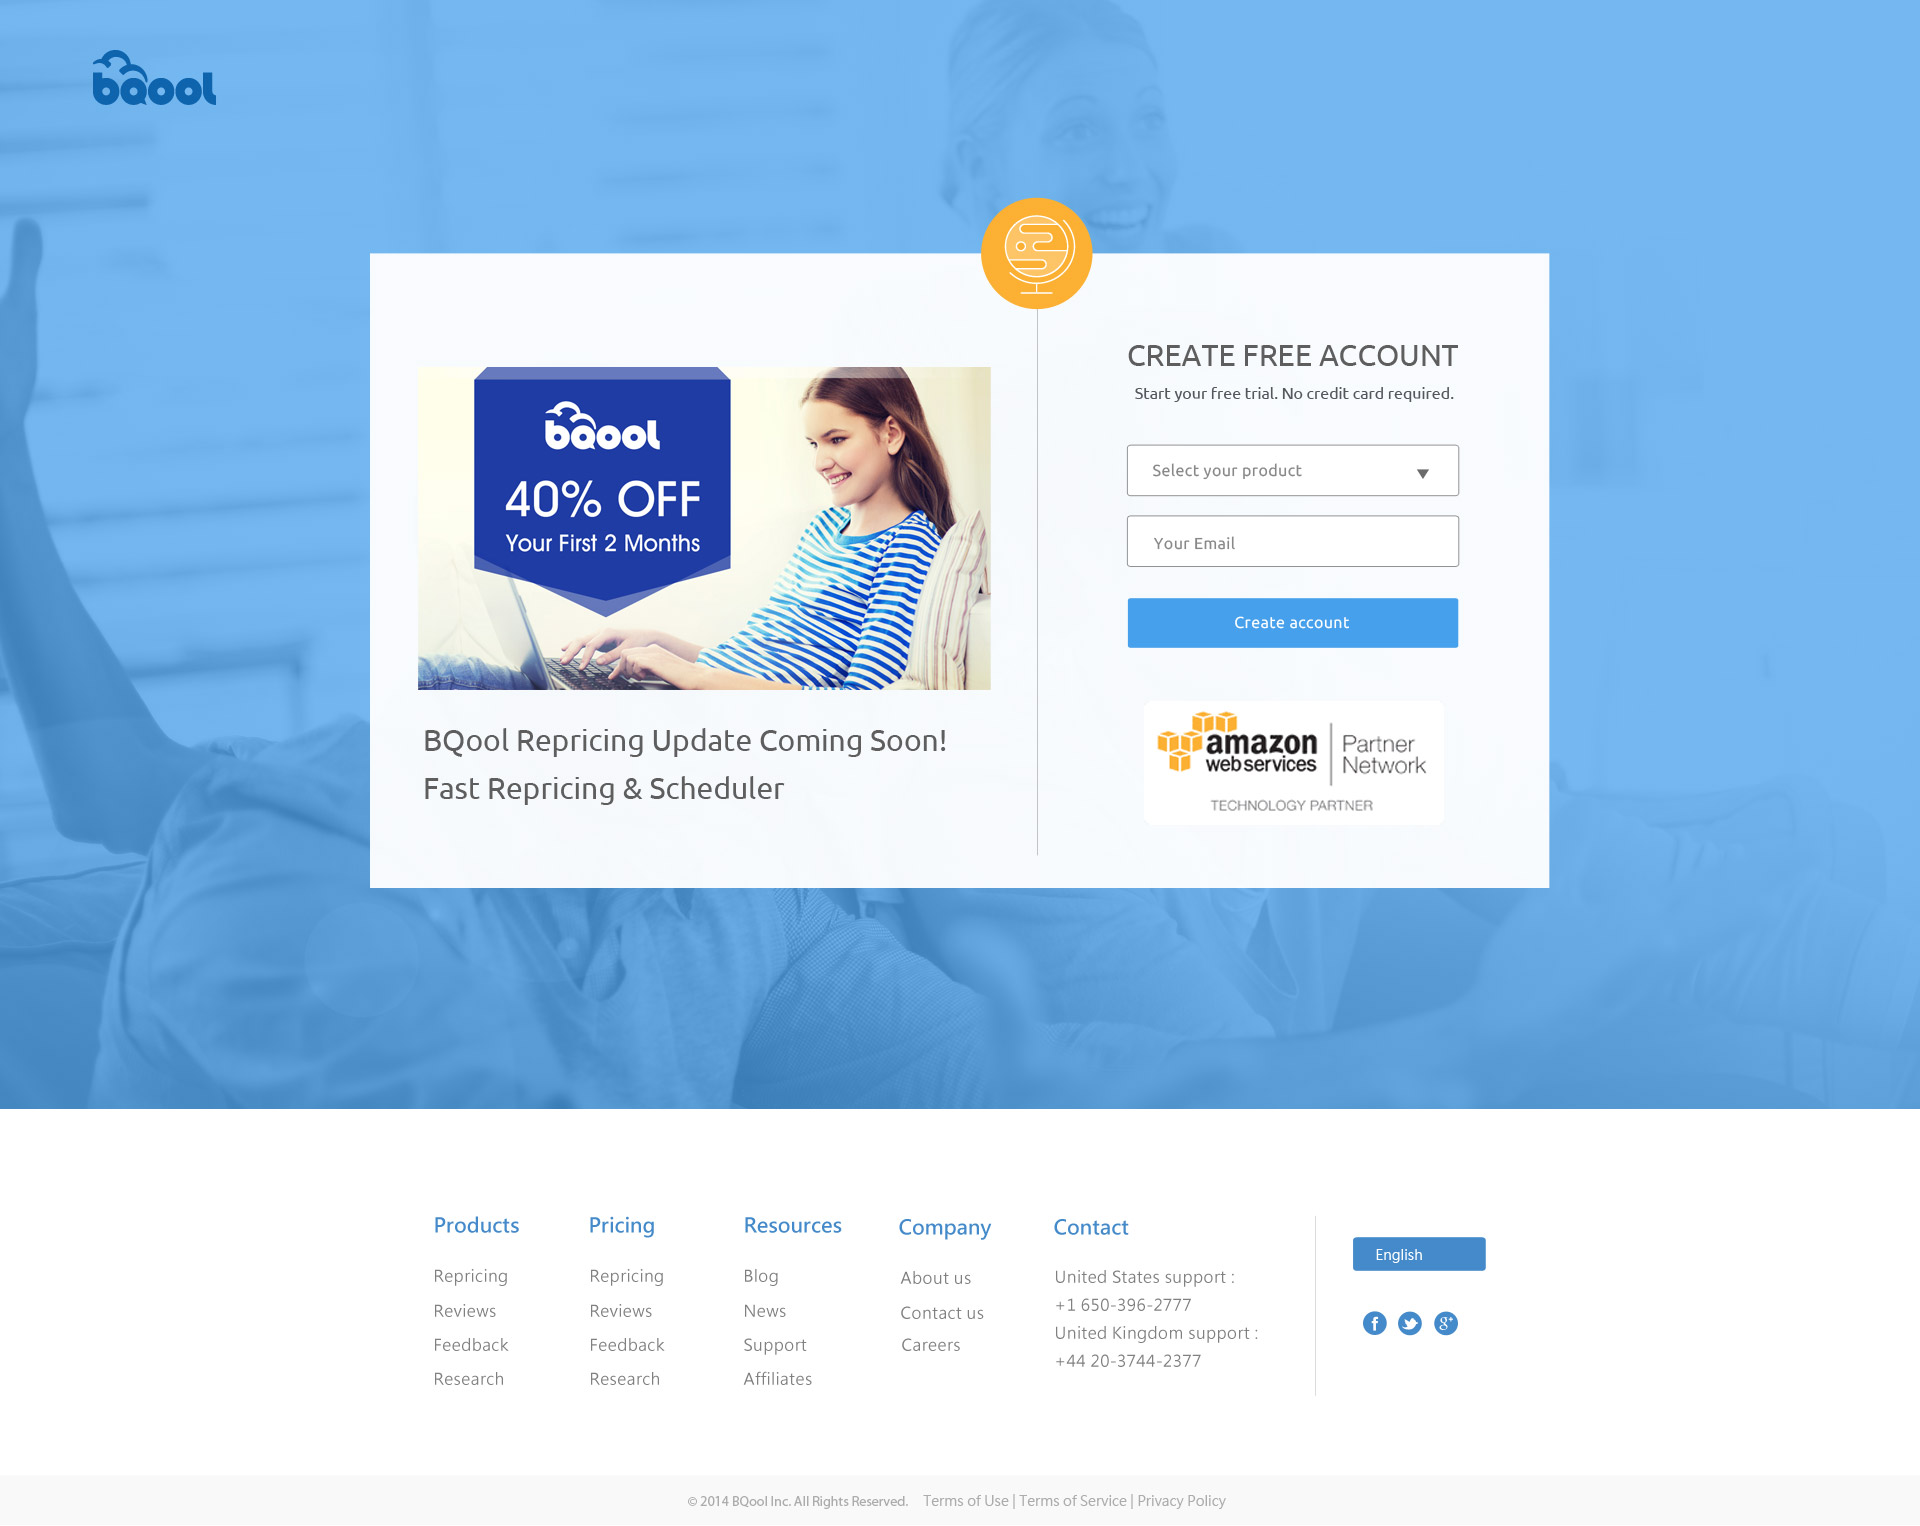 bqool
bqool
40% OFF
Your First 2 Months
BQool Repricing Update Coming Soon!
Fast Repricing & Scheduler
CREATE FREE ACCOUNT
Start your free trial. No credit card required.
Select your product
Your Email
Create account
amazon
webservices
Partner
Network
TECHNOLOGY PARTNER
Products
Repricing
Reviews
Feedback
Research
Pricing
Repricing
Reviews
Feedback
Research
Resources
Blog
News
Support
Affiliates
Company
About us
Contact us
Careers
Contact
United States support :
+1 650-396-2777
United Kingdom support :
+44 20-3744-2377
English
f
g+
© 2014 BQool Inc. All Rights Reserved. Terms of Use | Terms of Service | Privacy Policy